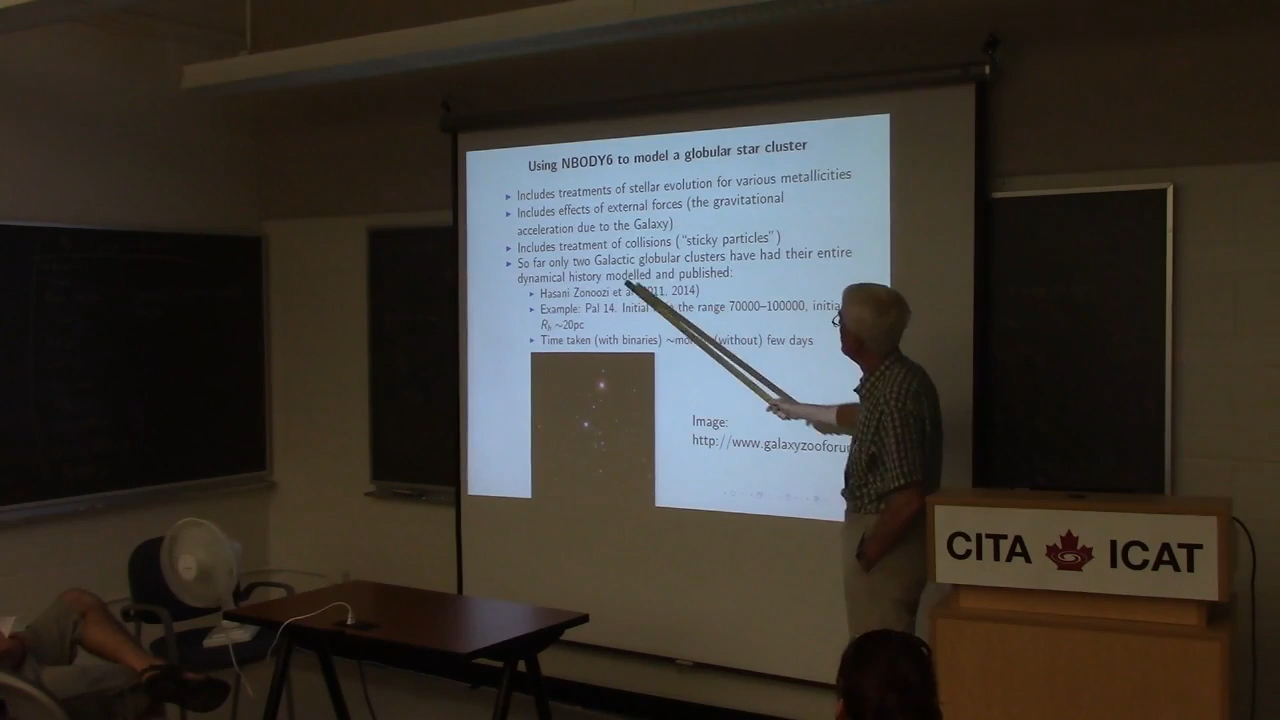 Using NBODY6 to model a globular star cluster
Includes treatments of stellar evolution for various metallicities
Includes effects of external forces (the gravitational
acceleration due to the Galaxy)
Includes treatment of collisions ("sticky particles")
So far only two Galactic globular clusters have had their entire
dynamical history modelled and published:
Hasani Zonoozi et 2011, 2014)
Example: Pal 14. Initial the range 70000–100000,
Rh ~20pc
Time taken (with binaries) (without) few days
Image:
http://www.galaxyzooforu
CITA ICAT